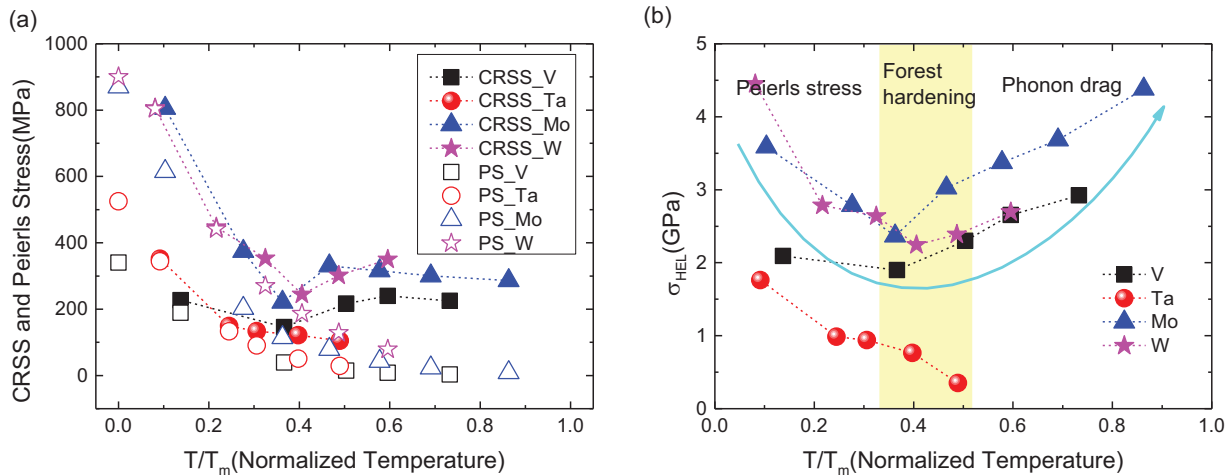 (a)
1000
800
600
400
200
0
CRSS and Peierls Stress(MPa)
0.0 0.2 0.4 0.6 0.8 1.0
T/Tm(Normalized Temperature)
CRSS_V
CRSS_Ta
CRSS_Mo
CRSS_W
PS_V
PS_Ta
PS_Mo
PS_W
(b)
5
4
3
2
1
0
σHEL(GPa)
Peierls stress
Forest
hardening
Phonon drag
V
Ta
Mo
W
0.0 0.2 0.4 0.6 0.8 1.0
T/Tm(Normalized Temperature)